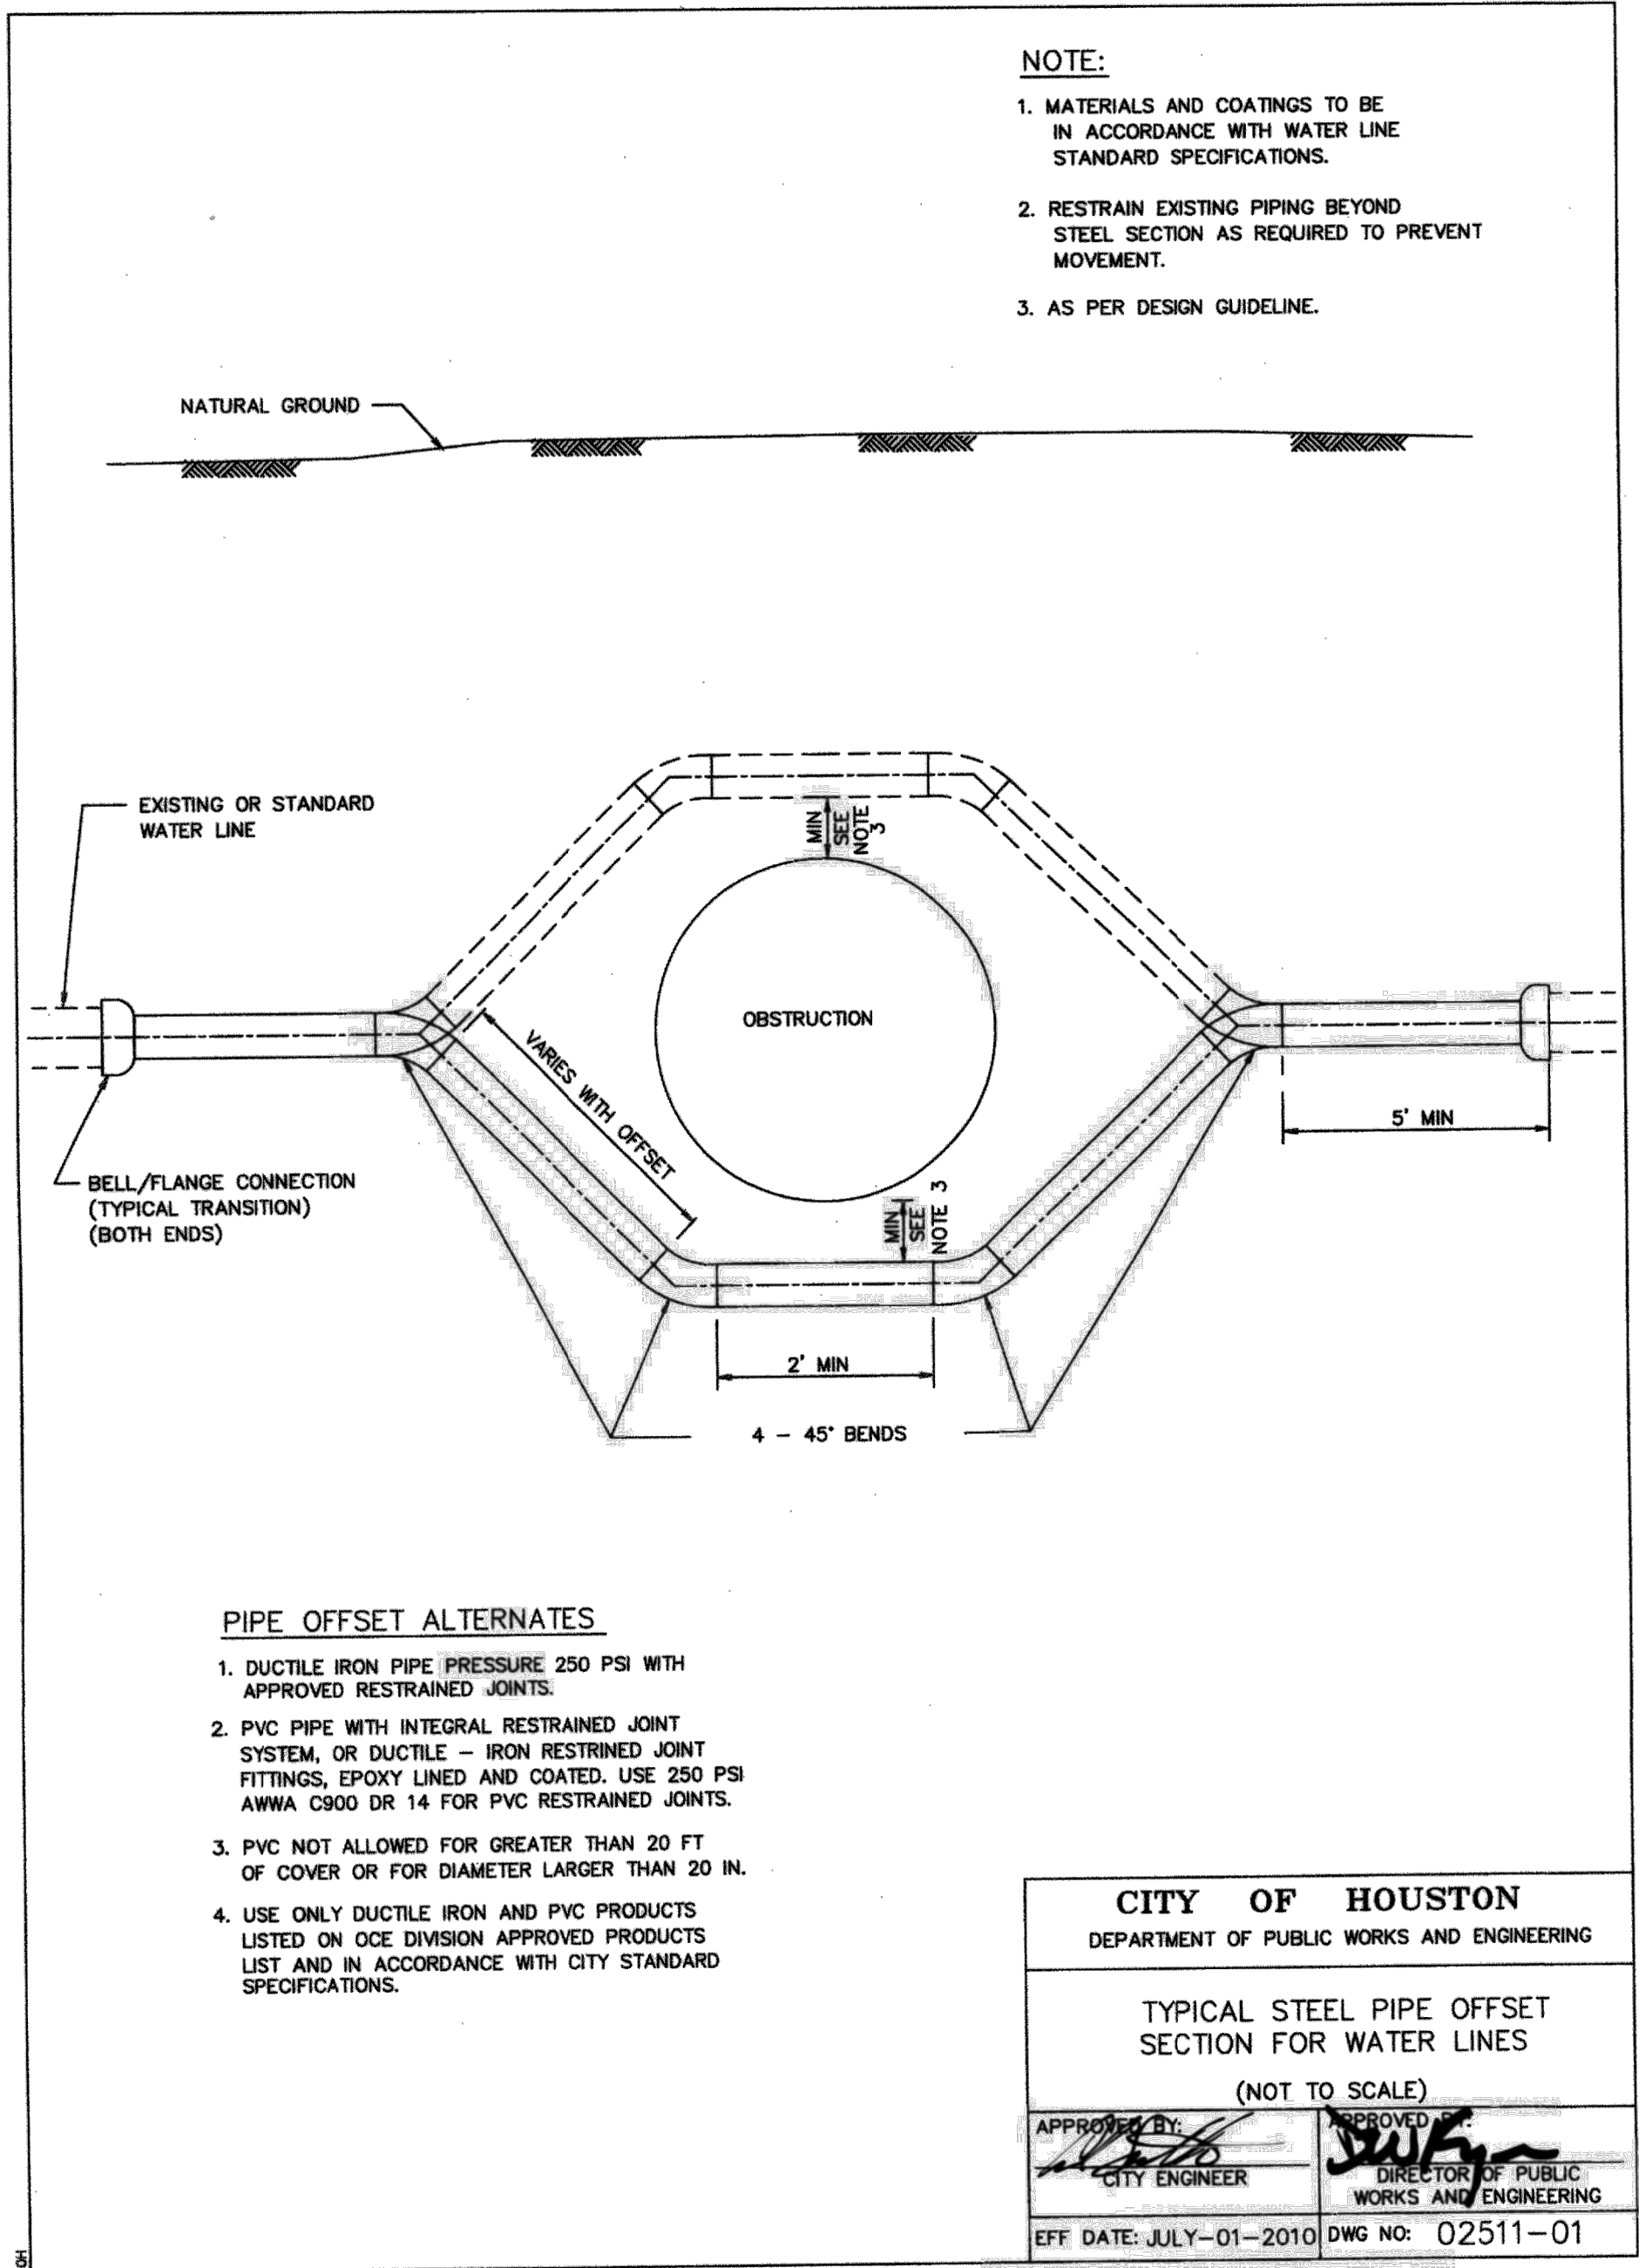 NOTE:
1. MATERIALS AND COATINGS TO BE
IN ACCORDANCE WITH WATER LINE
STANDARD SPECIFICATIONS.
2. RESTRAIN EXISTING PIPING BEYOND
STEEL SECTION AS REQUIRED TO PREVENT
MOVEMENT.
3. AS PER DESIGN GUIDELINE.
NATURAL GROUND
EXISTING OR STANDARD
WATER LINE
MIN
SEE
NOTE
3
OBSTRUCTION
VARIES WITH OFFSET
5' MIN
BELL/FLANGE CONNECTION
(TYPICAL TRANSITION)
(BOTH ENDS)
MIN
SEE
NOTE 3
2' MIN
4 – 45° BENDS
PIPE OFFSET ALTERNATES
1. DUCTILE IRON PIPE PRESSURE 250 PSI WITH
APPROVED RESTRAINED JOINTS.
2. PVC PIPE WITH INTEGRAL RESTRAINED JOINT
SYSTEM, OR DUCTILE – IRON RESTRINED JOINT
FITTINGS, EPOXY LINED AND COATED. USE 250 PSI
AWWA C900 DR 14 FOR PVC RESTRAINED JOINTS.
3. PVC NOT ALLOWED FOR GREATER THAN 20 FT
OF COVER OR FOR DIAMETER LARGER THAN 20 IN.
4. USE ONLY DUCTILE IRON AND PVC PRODUCTS
LISTED ON OCE DIVISION APPROVED PRODUCTS
LIST AND IN ACCORDANCE WITH CITY STANDARD
SPECIFICATIONS.
CITY OF HOUSTON
DEPARTMENT OF PUBLIC WORKS AND ENGINEERING
TYPICAL STEEL PIPE OFFSET
SECTION FOR WATER LINES
(NOT TO SCALE)
APPROVED BY:
CITY ENGINEER
APPROVED BY:
DIRECTOR OF PUBLIC
WORKS AND ENGINEERING
EFF DATE: JULY-01-2010
DWG NO: 02511-01